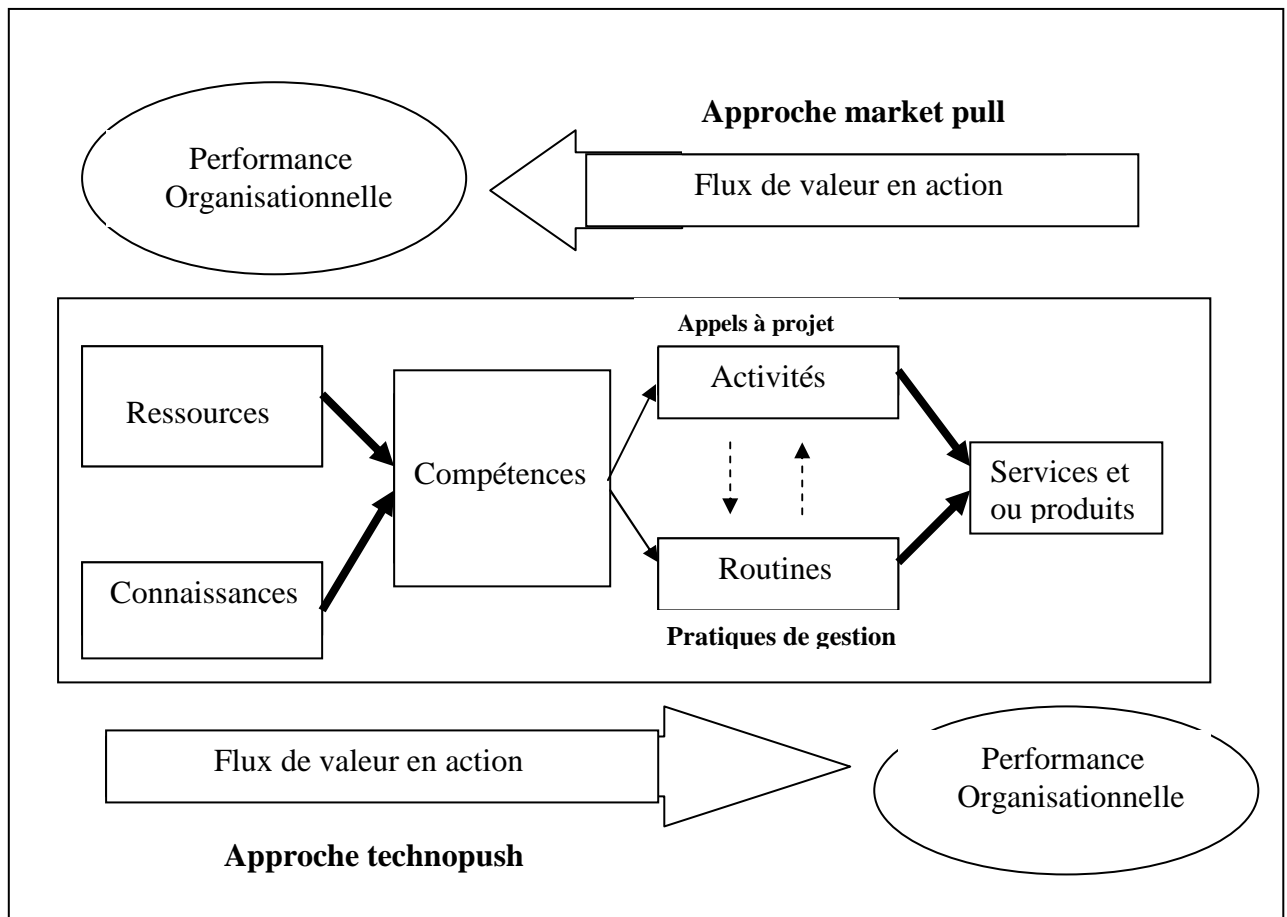 Approche market pull
Performance
Organisationnelle
Flux de valeur en action
Appels à projet
Ressources
Activités
Compétences
Services et
ou produits
Connaissances
Routines
Pratiques de gestion
Flux de valeur en action
Performance
Organisationnelle
Approche technopush